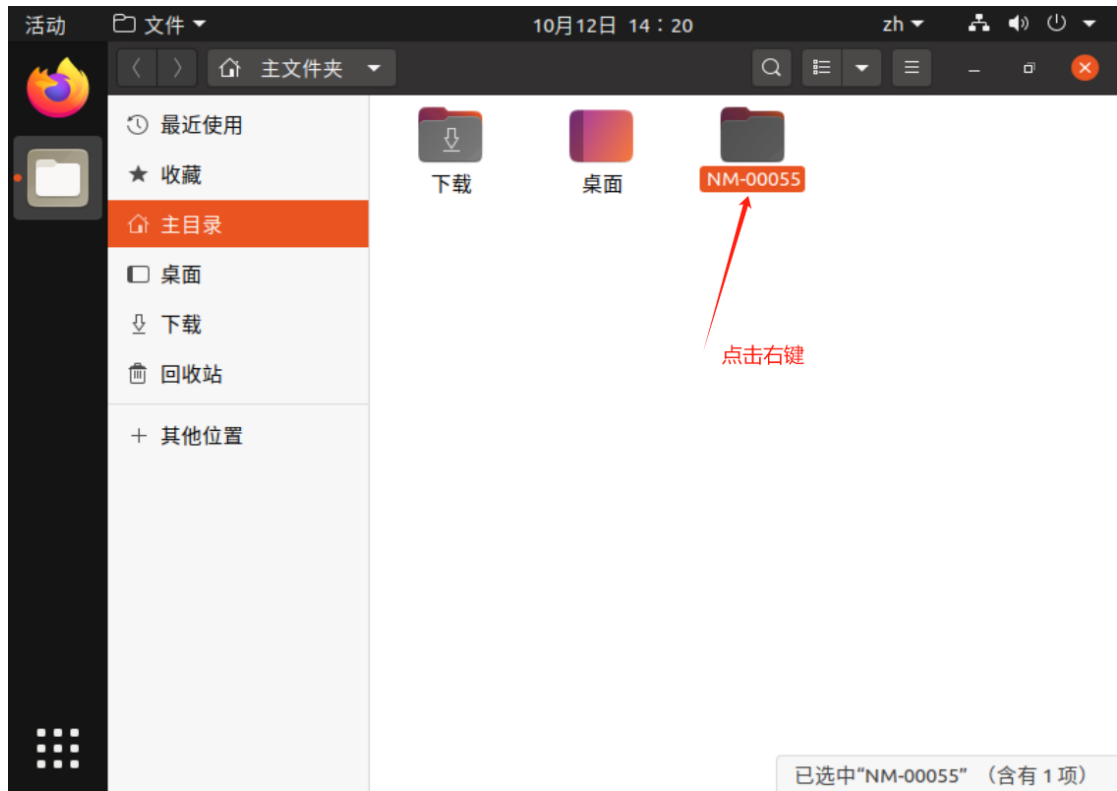 活动 文件 10月12日 14：20 zh
主文件夹
最近使用
收藏
主目录
桌面
下载
回收站
其他位置
下载 桌面 NM-00055
点击右键
已选中“NM-00055” （含有 1 项）